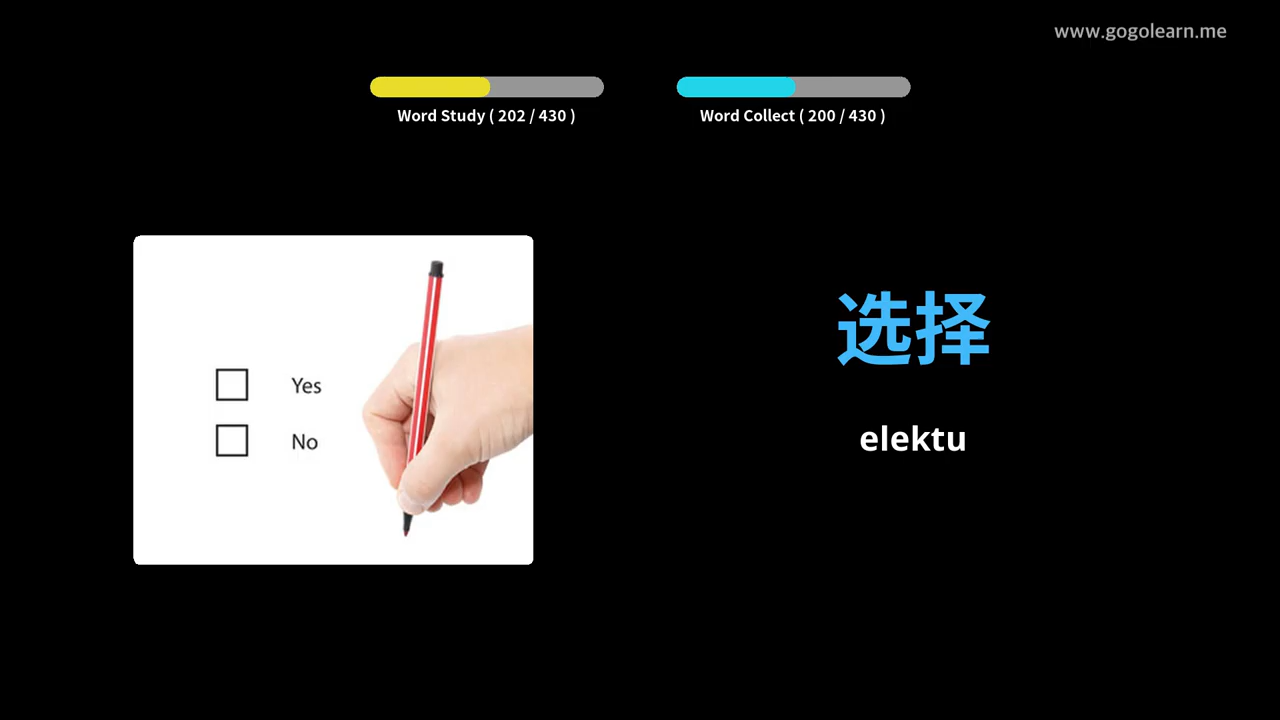 www.gogolearn.me
Word Study ( 202 / 430 )
Word Collect ( 200 / 430 )
Yes
No
选择
elektu